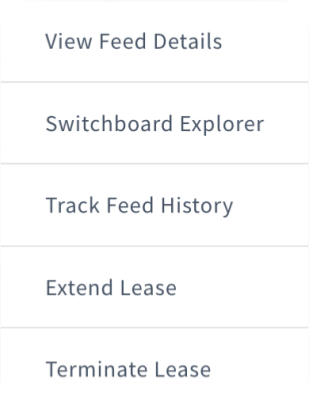 View Feed Details
Switchboard Explorer
Track Feed History
Extend Lease
Terminate Lease